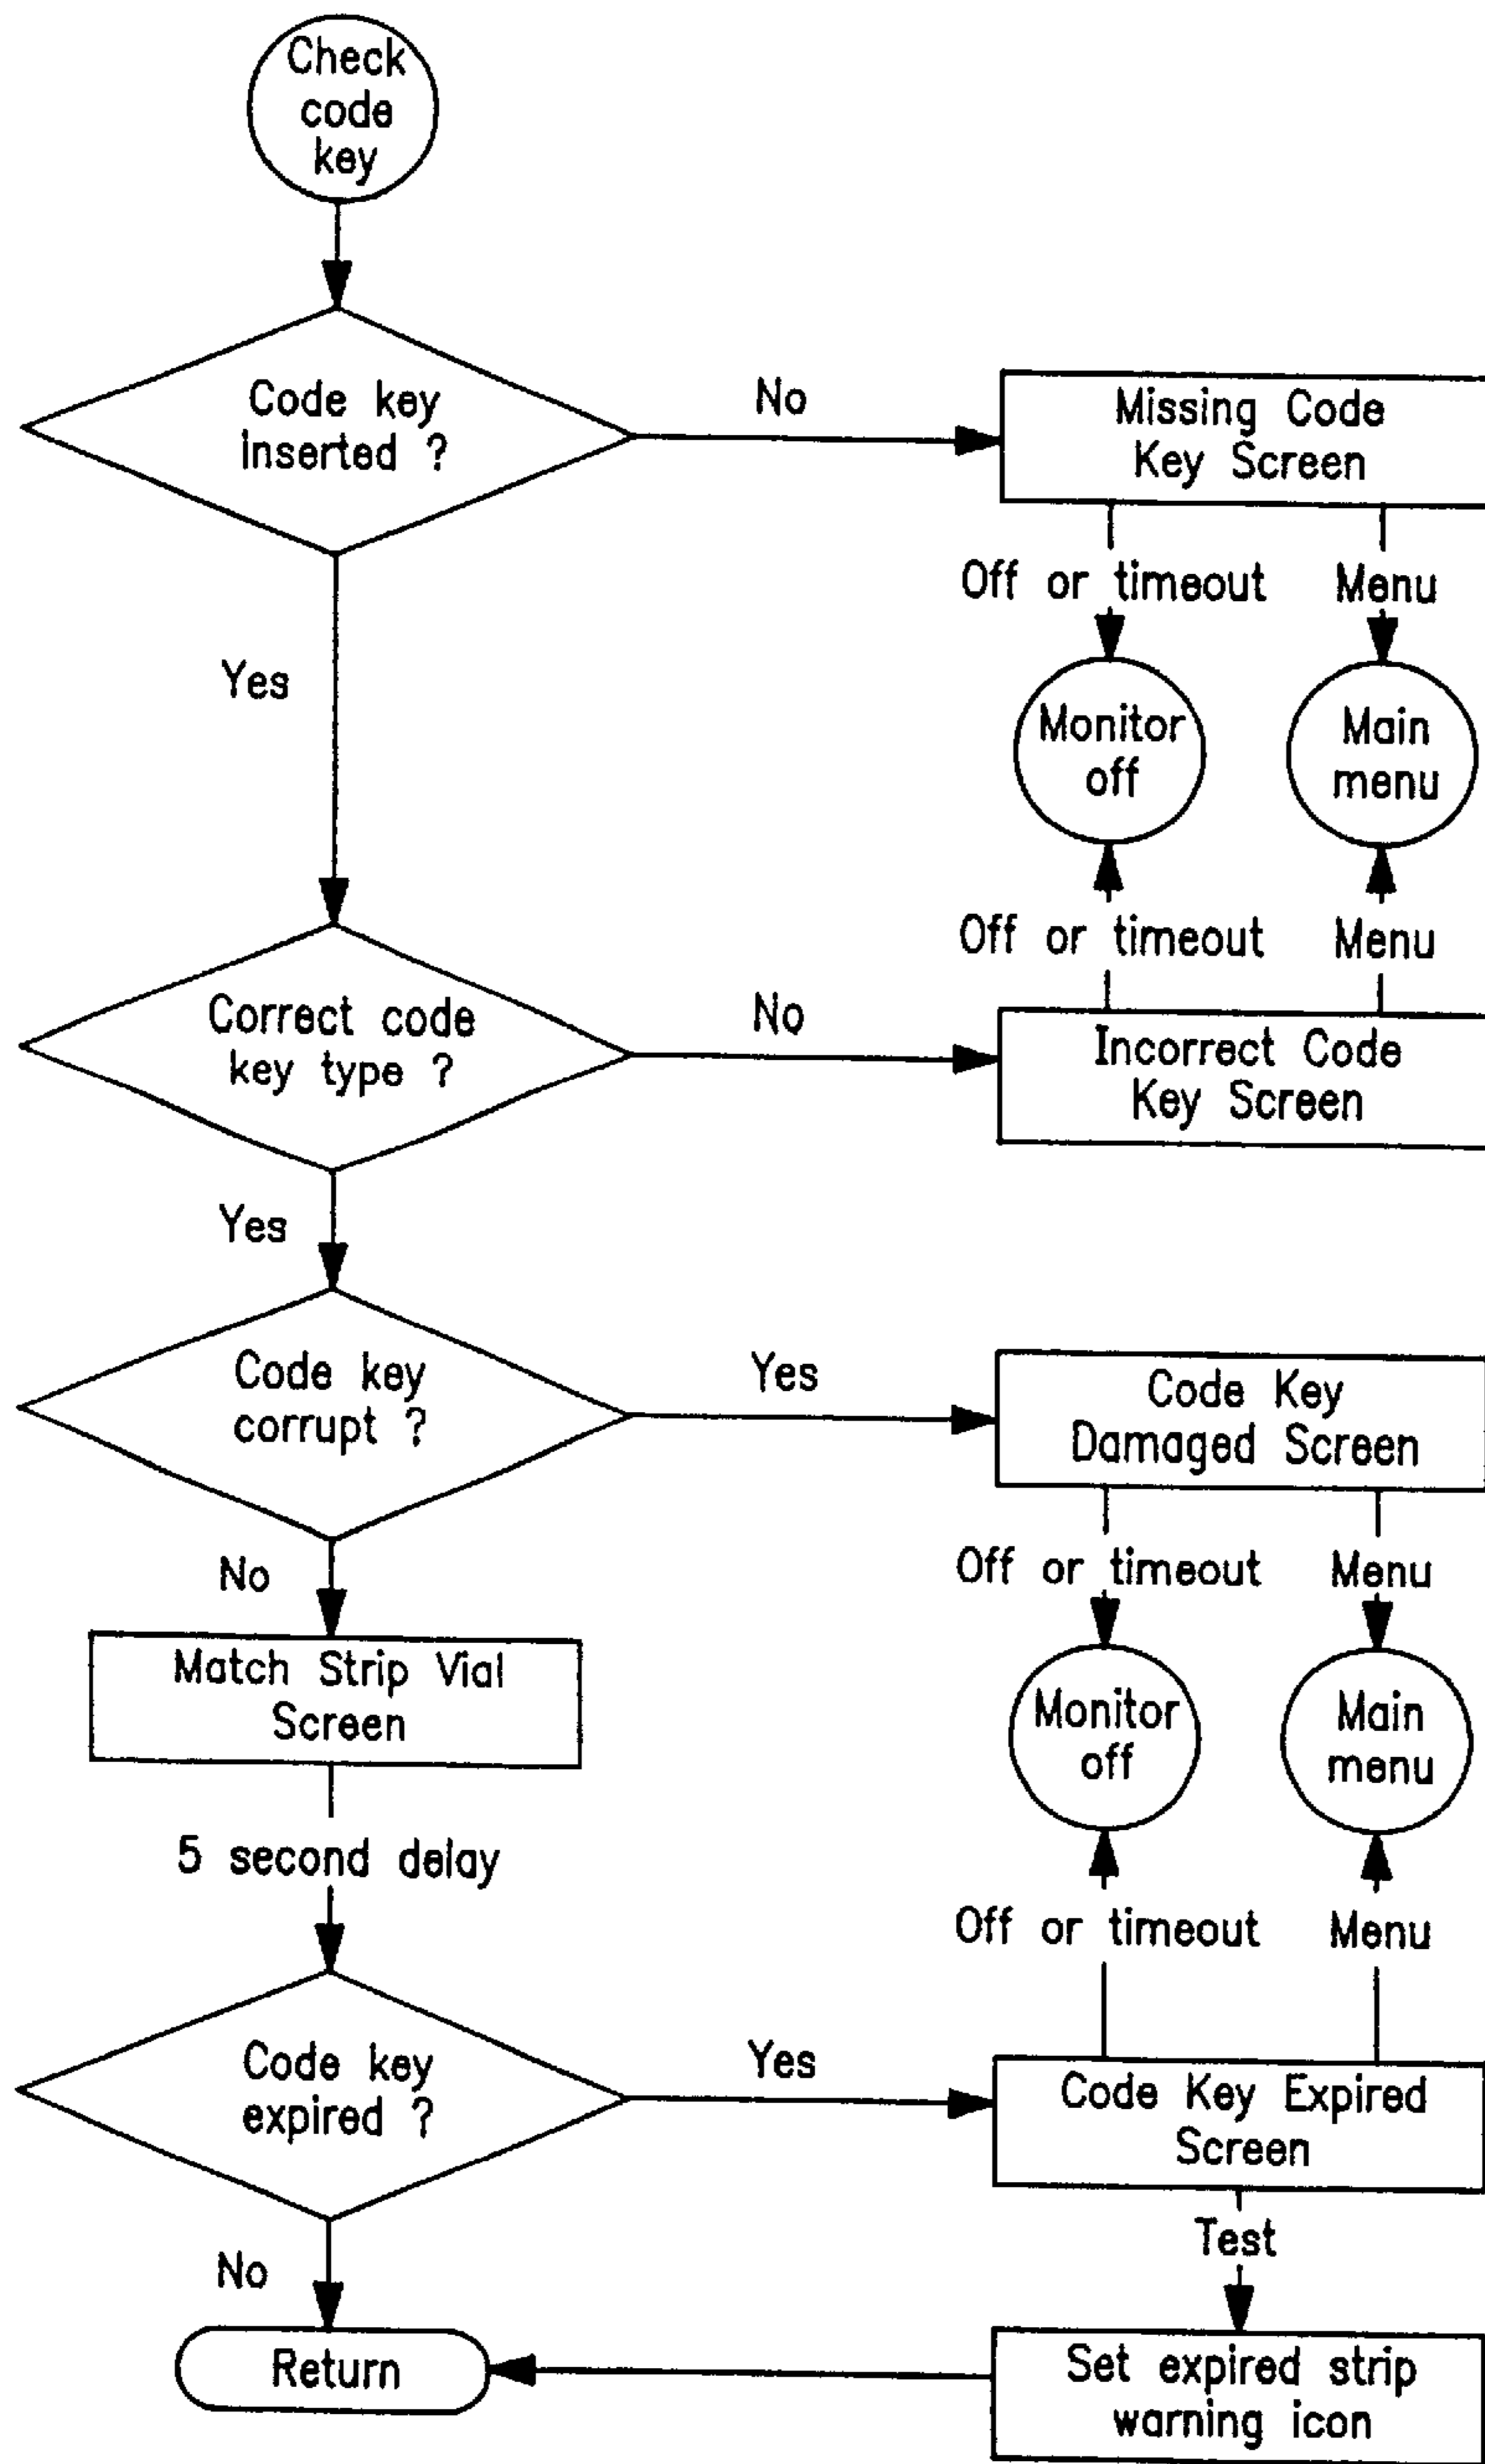 Check
code
key
Code key
inserted ?
No
Missing Code
Key Screen
Off or timeout
Menu
Yes
Monitor
off
Main
menu
Off or timeout
Menu
Correct code
key type ?
No
Incorrect Code
Key Screen
Yes
Code key
corrupt ?
Yes
Code Key
Damaged Screen
Off or timeout
Menu
No
Match Strip Vial
Screen
Monitor
off
Main
menu
5 second delay
Off or timeout
Menu
Code key
expired ?
Yes
Code Key Expired
Screen
Test
No
Return
Set expired strip
warning icon